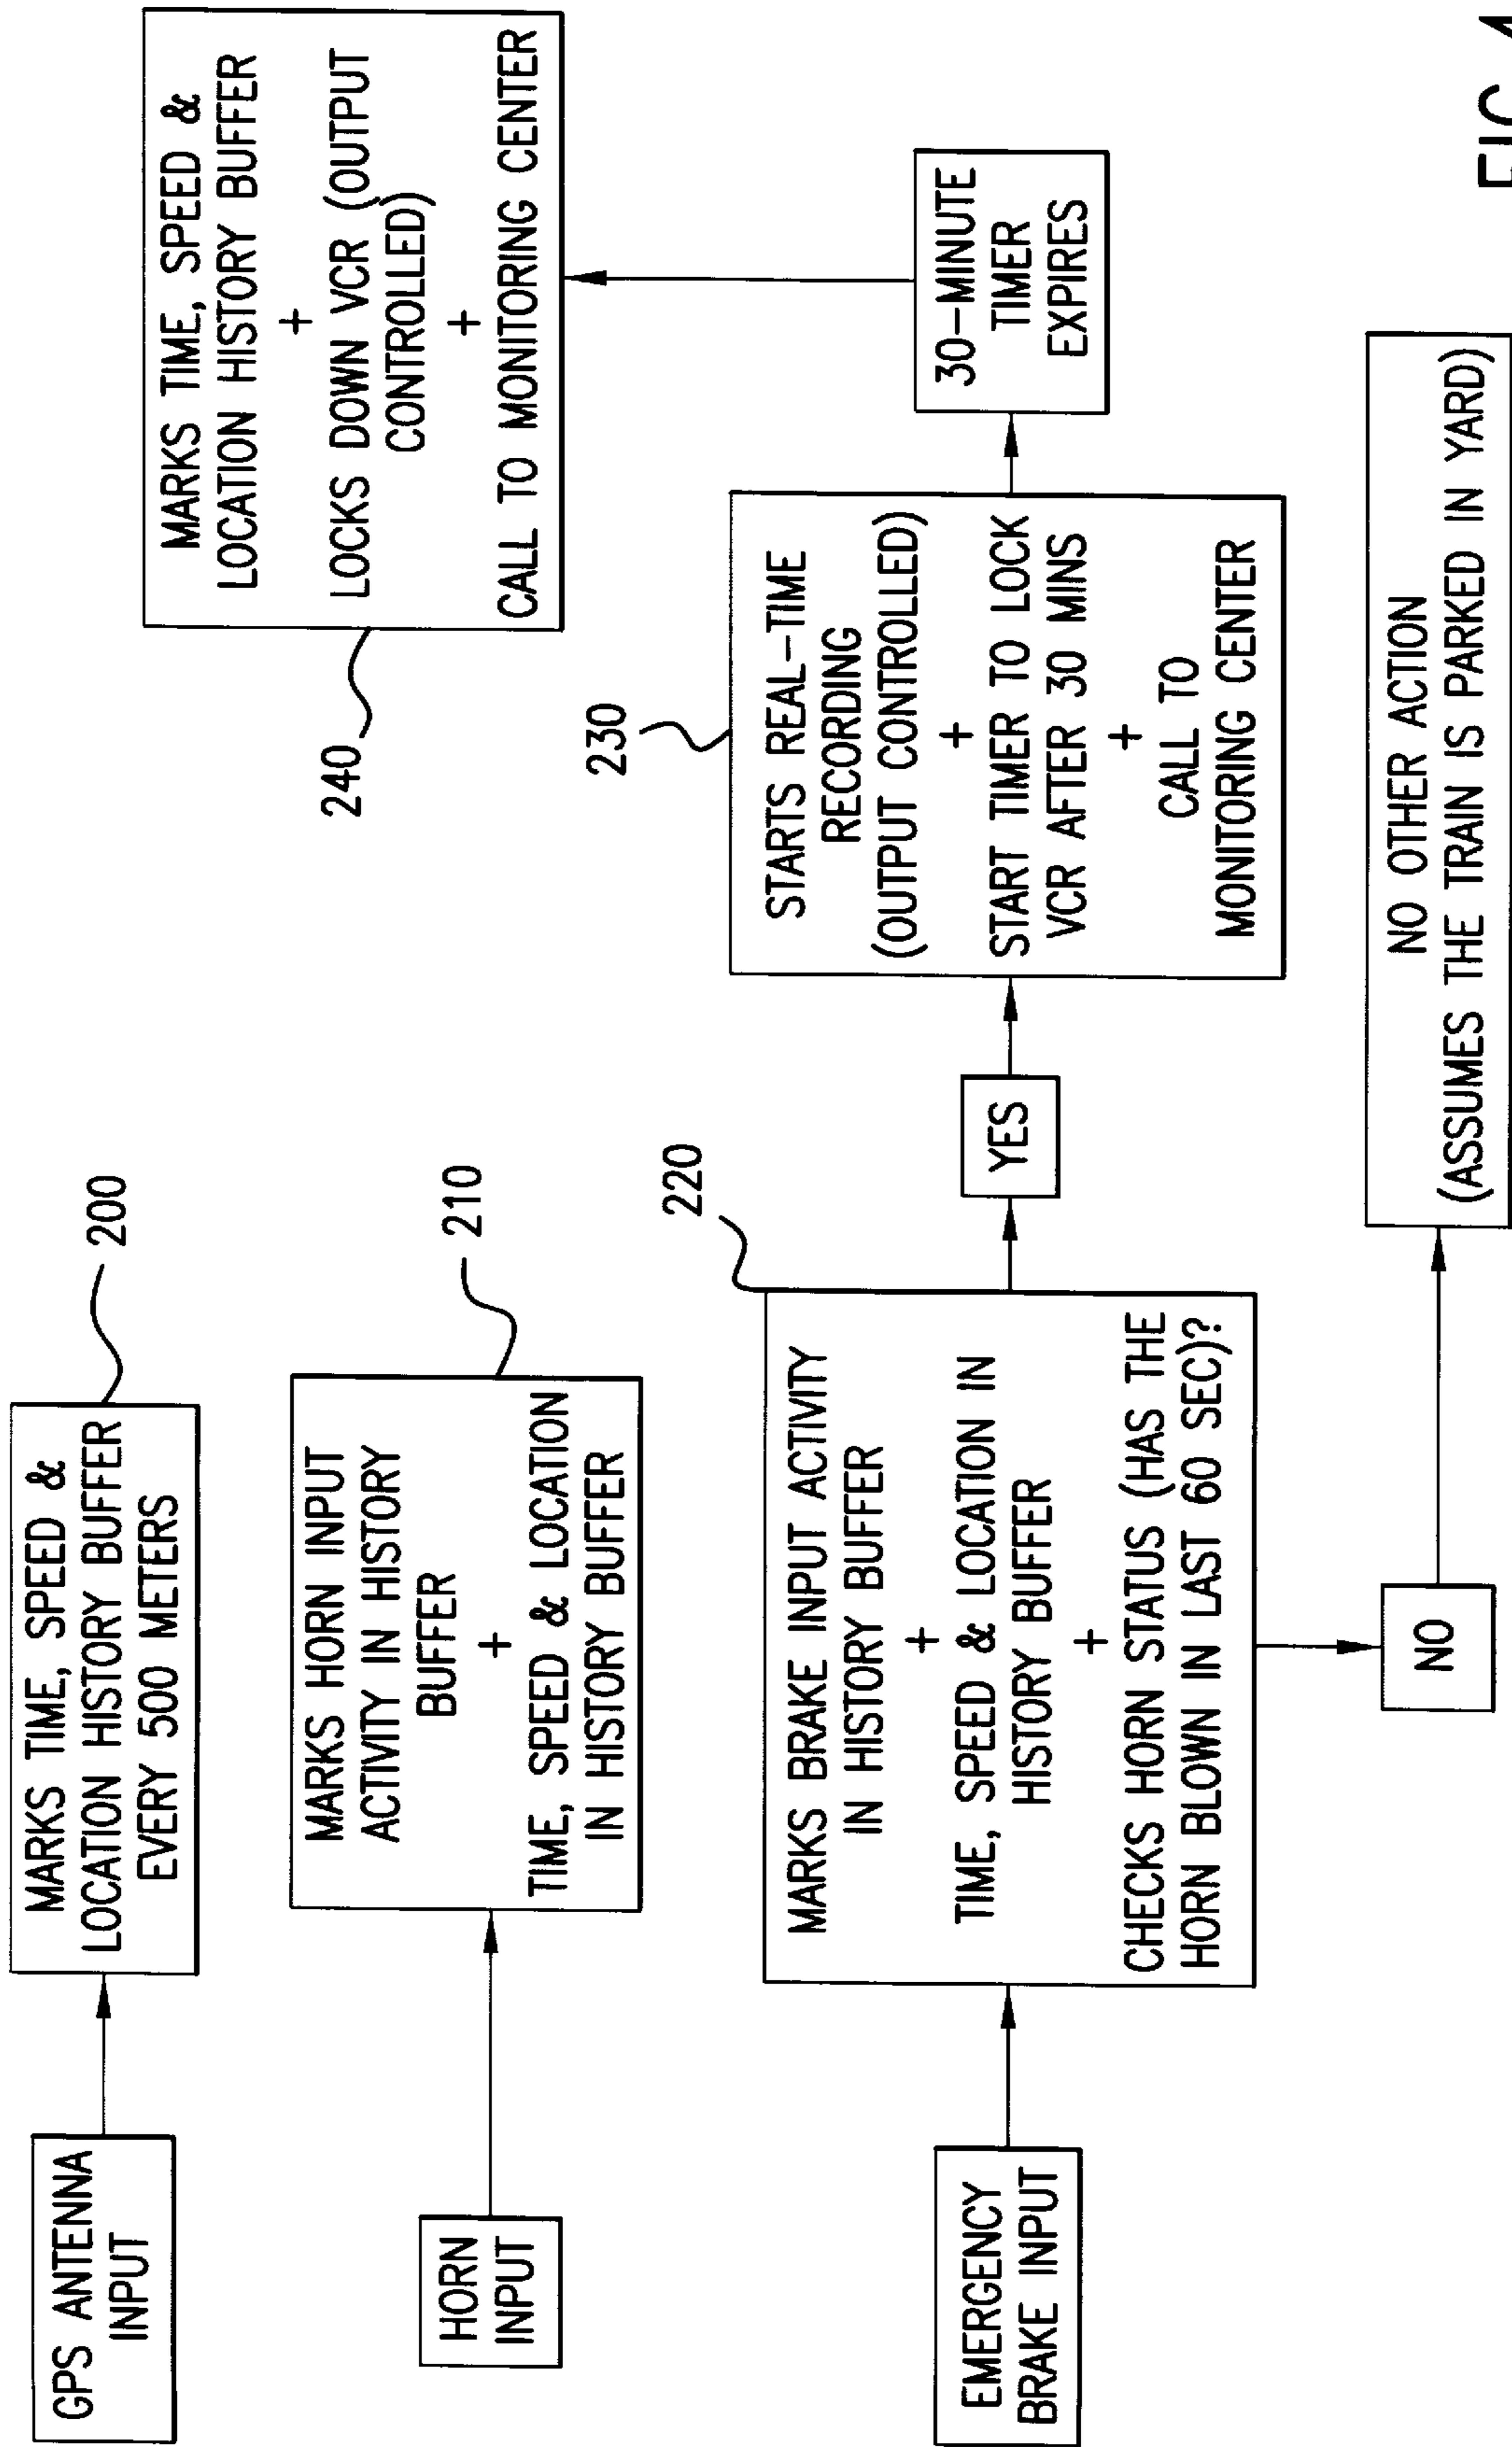 GPS ANTENNA
INPUT
MARKS TIME, SPEED &
LOCATION HISTORY BUFFER
EVERY 500 METERS
200
HORN
INPUT
MARKS HORN INPUT
ACTIVITY IN HISTORY
BUFFER
+
TIME, SPEED & LOCATION
IN HISTORY BUFFER
210
EMERGENCY
BRAKE INPUT
MARKS BRAKE INPUT ACTIVITY
IN HISTORY BUFFER
+
TIME, SPEED & LOCATION IN
HISTORY BUFFER
+
CHECKS HORN STATUS (HAS THE
HORN BLOWN IN LAST 60 SEC)?
220
YES
STARTS REAL-TIME
RECORDING
(OUTPUT CONTROLLED)
+
START TIMER TO LOCK
VCR AFTER 30 MINS
+
CALL TO
MONITORING CENTER
230
30-MINUTE
TIMER
EXPIRES
MARKS TIME, SPEED &
LOCATION HISTORY BUFFER
+
LOCKS DOWN VCR (OUTPUT
CONTROLLED)
+
CALL TO MONITORING CENTER
240
NO
NO OTHER ACTION
(ASSUMES THE TRAIN IS PARKED IN YARD)